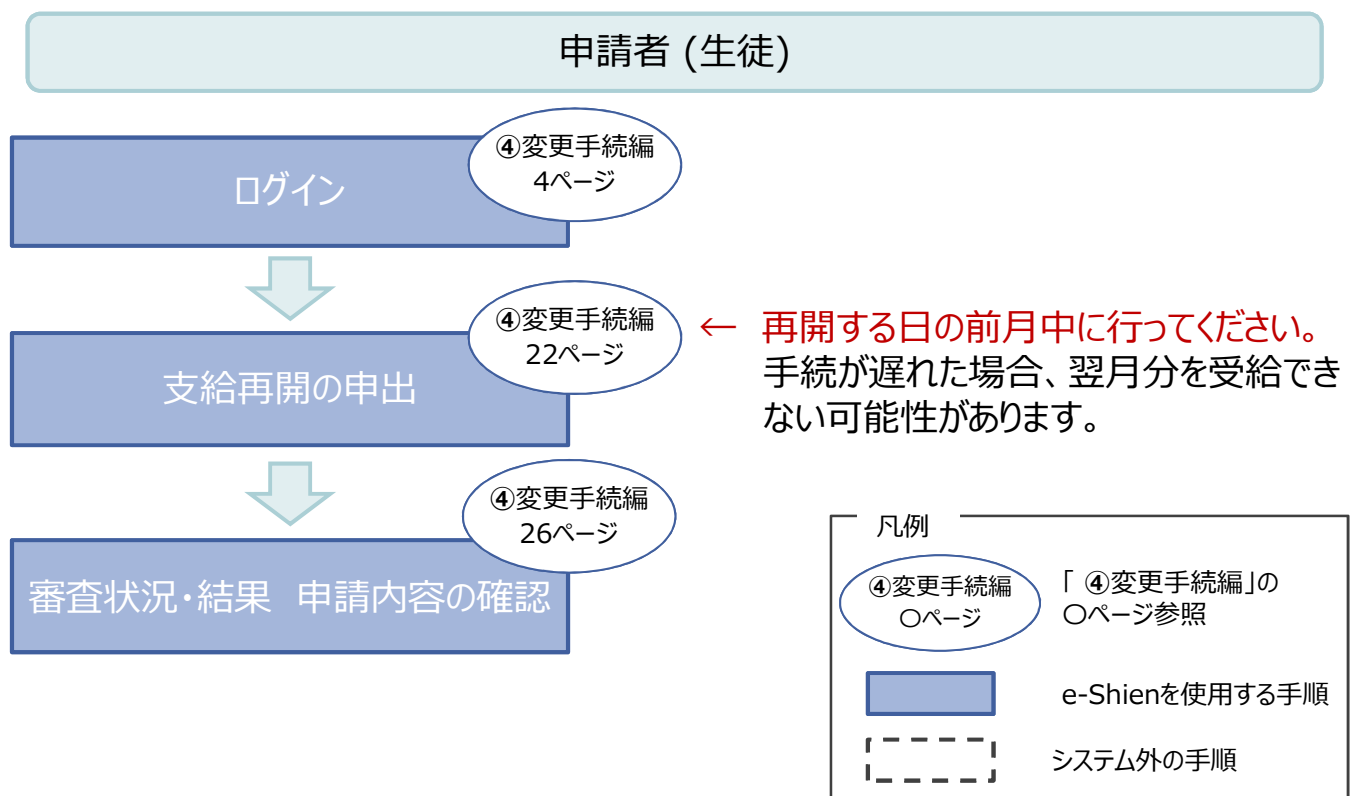 申請者 (生徒)
④変更手続編
4ページ
ログイン
④変更手続編
22ページ
支給再開の申出
← 再開する日の前月中に行ってください。
手続が遅れた場合、翌月分を受給でき
ない可能性があります。
④変更手続編
26ページ
審査状況・結果　申請内容の確認
凡例
④変更手続編
〇ページ
「 ④変更手続編」の
〇ページ参照
e-Shienを使用する手順
システム外の手順